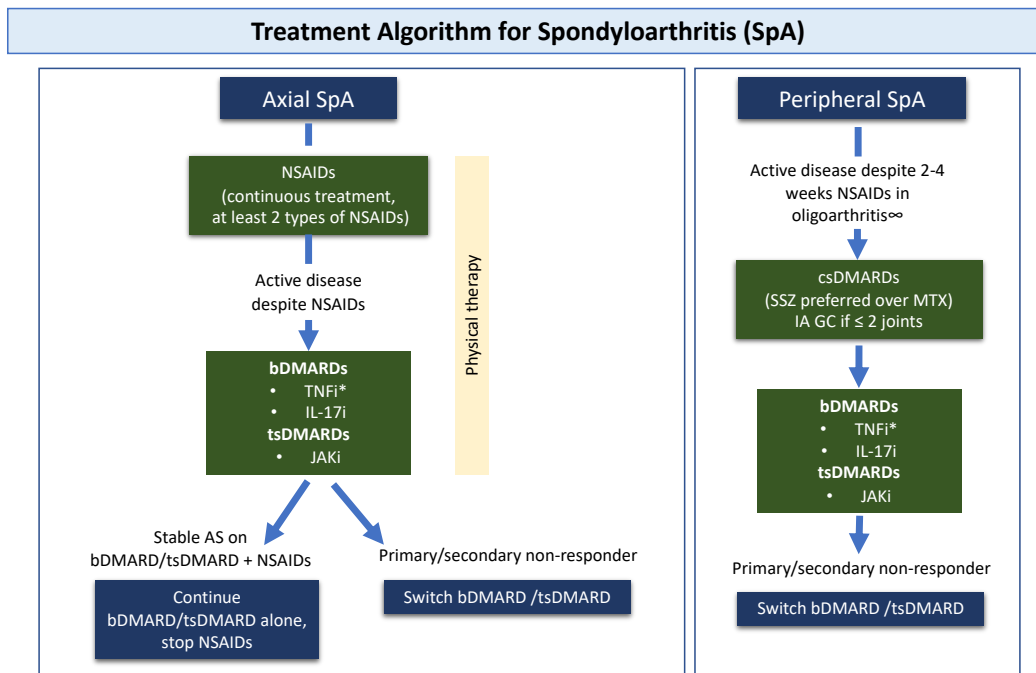 Treatment Algorithm for Spondyloarthritis (SpA)
Axial SpA
NSAIDs
(continuous treatment,
at least 2 types of NSAIDs)
Active disease
despite NSAIDs
bDMARDs
• TNFi*
• IL-17i
tsDMARDs
• JAKi
Physical therapy
Stable AS on
bDMARD/tsDMARD + NSAIDs
Continue
bDMARD/tsDMARD alone,
stop NSAIDs
Primary/secondary non-responder
Switch bDMARD /tsDMARD
Peripheral SpA
Active disease despite 2-4
weeks NSAIDs in
oligoarthritis∞
csDMARDs
(SSZ preferred over MTX)
IA GC if ≤ 2 joints
bDMARDs
• TNFi*
• IL-17i
tsDMARDs
• JAKi
Primary/secondary non-responder
Switch bDMARD /tsDMARD